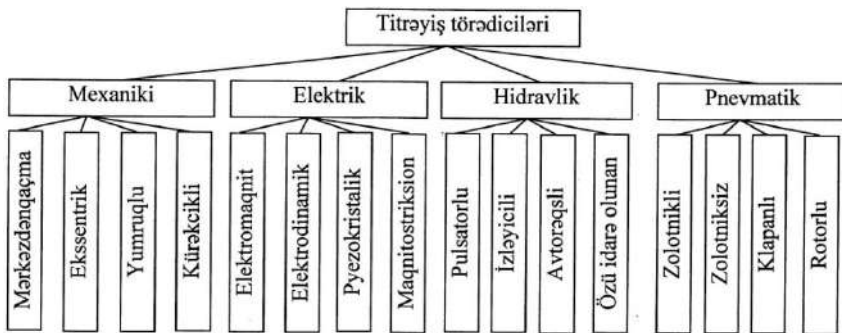 Titrəyiş törədiciləri
Mexaniki
Elektrik
Hidravlik
Pnevmatik
Mərkəzdənqaçma
Ekssentrik
Yumruqlu
Kürəkcikli
Elektromaqnit
Elektrodinamik
Pyezokristalik
Maqnitostriksion
Pulsatorlu
İzləyicili
Avtorəqsli
Özü idarə olunan
Zolotnikli
Zolotniksiz
Klapanlı
Rotorlu